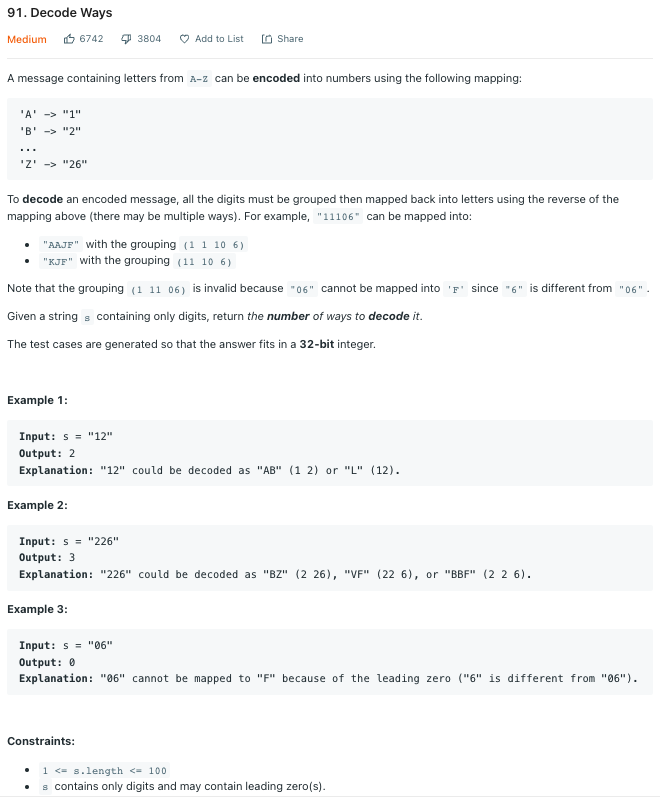 91. Decode Ways
Medium 6742 3804 Add to List Share
A message containing letters from A-Z can be encoded into numbers using the following mapping:
'A' -> "1"
'B' -> "2"
...
'Z' -> "26"
To decode an encoded message, all the digits must be grouped then mapped back into letters using the reverse of the
mapping above (there may be multiple ways). For example, "11106" can be mapped into:
• "AAJF" with the grouping (1 1 10 6)
• "KJF" with the grouping (11 10 6)
Note that the grouping (1 11 06) is invalid because "06" cannot be mapped into 'F' since "6" is different from "06".
Given a string s containing only digits, return the number of ways to decode it.
The test cases are generated so that the answer fits in a 32-bit integer.
Example 1:
Input: s = "12"
Output: 2
Explanation: "12" could be decoded as "AB" (1 2) or "L" (12).
Example 2:
Input: s = "226"
Output: 3
Explanation: "226" could be decoded as "BZ" (2 26), "VF" (22 6), or "BBF" (2 2 6).
Example 3:
Input: s = "06"
Output: 0
Explanation: "06" cannot be mapped to "F" because of the leading zero ("6" is different from "06").
Constraints:
• 1 <= s.length <= 100
• s contains only digits and may contain leading zero(s).